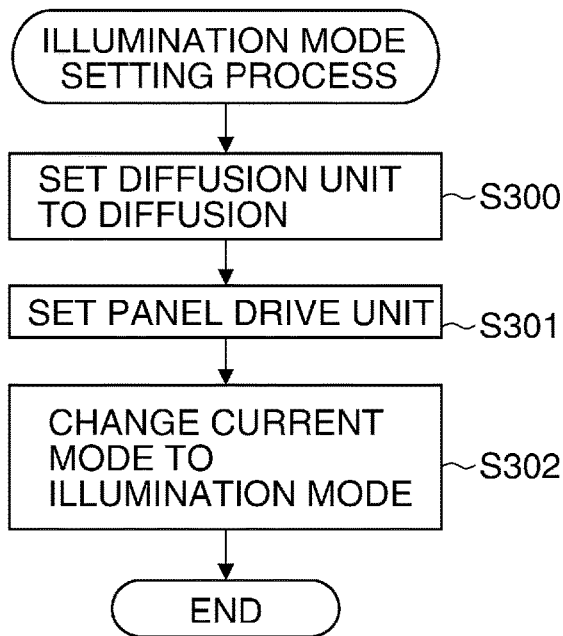 ILLUMINATION MODE
SETTING PROCESS
SET DIFFUSION UNIT
TO DIFFUSION
S300
SET PANEL DRIVE UNIT
S301
CHANGE CURRENT
MODE TO
ILLUMINATION MODE
S302
END